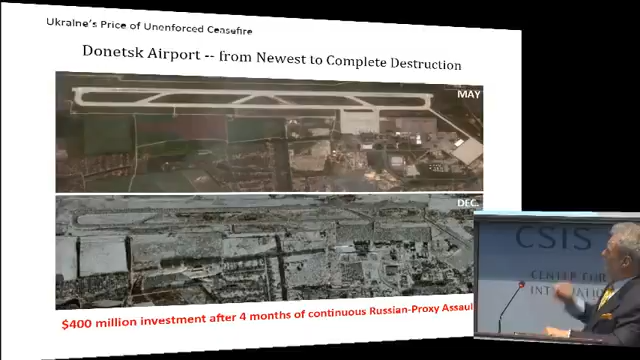 Ukraine's Price of Unenforced Ceasefire
Donetsk Airport -- from Newest to Complete Destruction
MAY
DEC.
$400 million investment after 4 months of continuous Russian-Proxy Assaul
CSIS
CENTER FOR
INTERNATIONA